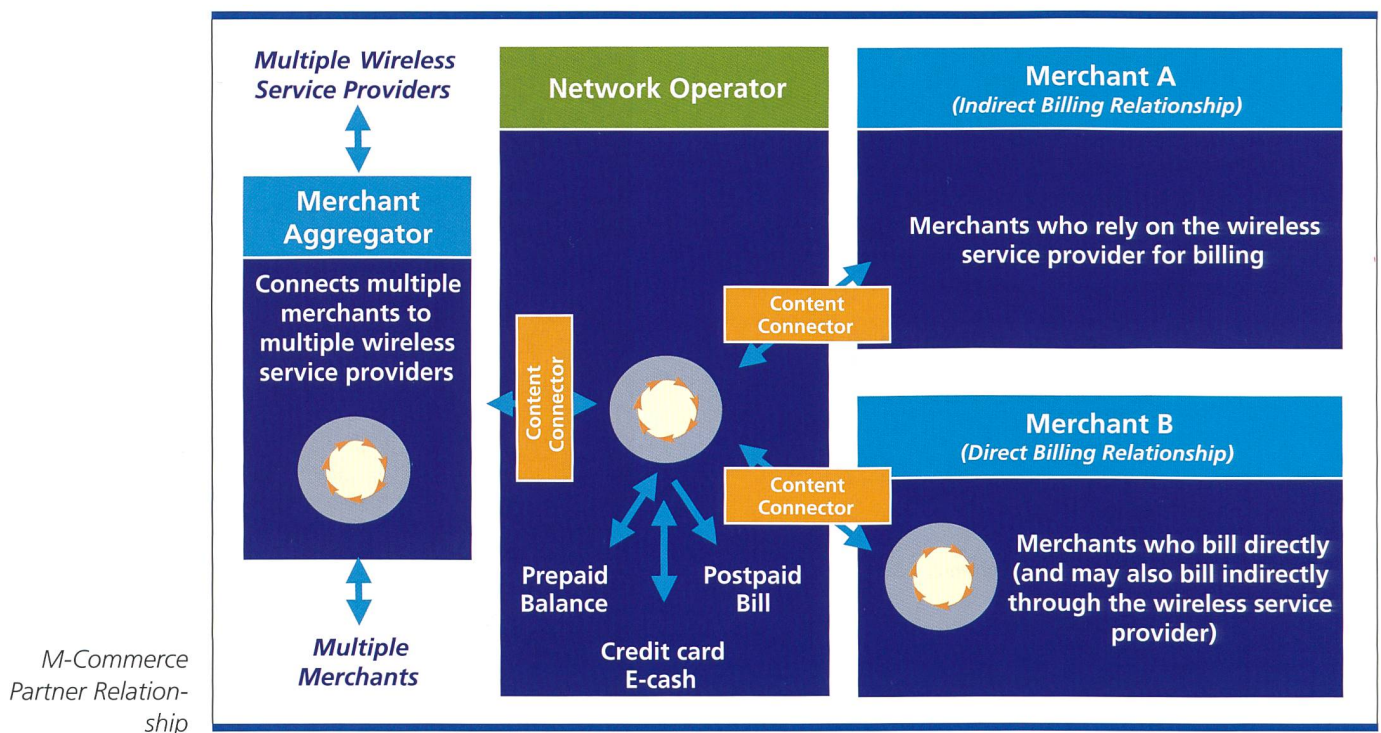 Multiple Wireless
Service Providers
Merchant
Aggregator
Connects multiple
merchants to
multiple wireless
service providers
Multiple
Merchants
Network Operator
Content
Connector
Prepaid
Balance
Postpaid
Bill
Credit card
E-cash
Merchant A
(Indirect Billing Relationship)
Merchants who rely on the wireless
service provider for billing
Content
Connector
Merchant B
(Direct Billing Relationship)
Content
Connector
Merchants who bill directly
(and may also bill indirectly
through the wireless service
provider)
M-Commerce
Partner Relation-
ship